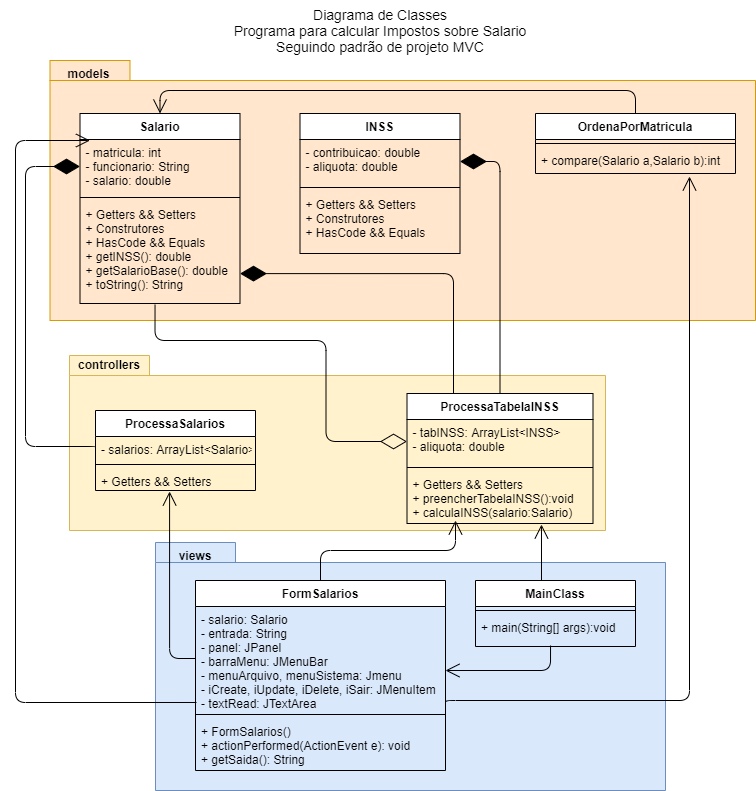 Diagrama de Classes
Programa para calcular Impostos sobre Salario
Seguindo padrão de projeto MVC
models
Salario
- matricula: int
- funcionario: String
- salario: double
+ Getters && Setters
+ Construtores
+ HasCode && Equals
+ getINSS(): double
+ getSalarioBase(): double
+ toString(): String
INSS
- contribuicao: double
- aliquota: double
+ Getters && Setters
+ Construtores
+ HasCode && Equals
OrdenaPorMatricula
+ compare(Salario a,Salario b):int
controllers
ProcessaSalarios
- salarios: ArrayList<Salario>
+ Getters && Setters
ProcessaTabelaINSS
- tabINSS: ArrayList<INSS>
- aliquota: double
+ Getters && Setters
+ preencherTabelaINSS():void
+ calculaINSS(salario:Salario)
views
FormSalarios
- salario: Salario
- entrada: String
- panel: JPanel
- barraMenu: JMenuBar
- menuArquivo, menuSistema: Jmenu
- iCreate, iUpdate, iDelete, iSair: JMenuItem
- textRead: JTextArea
+ FormSalarios()
+ actionPerformed(ActionEvent e): void
+ getSaida(): String
MainClass
+ main(String[] args):void